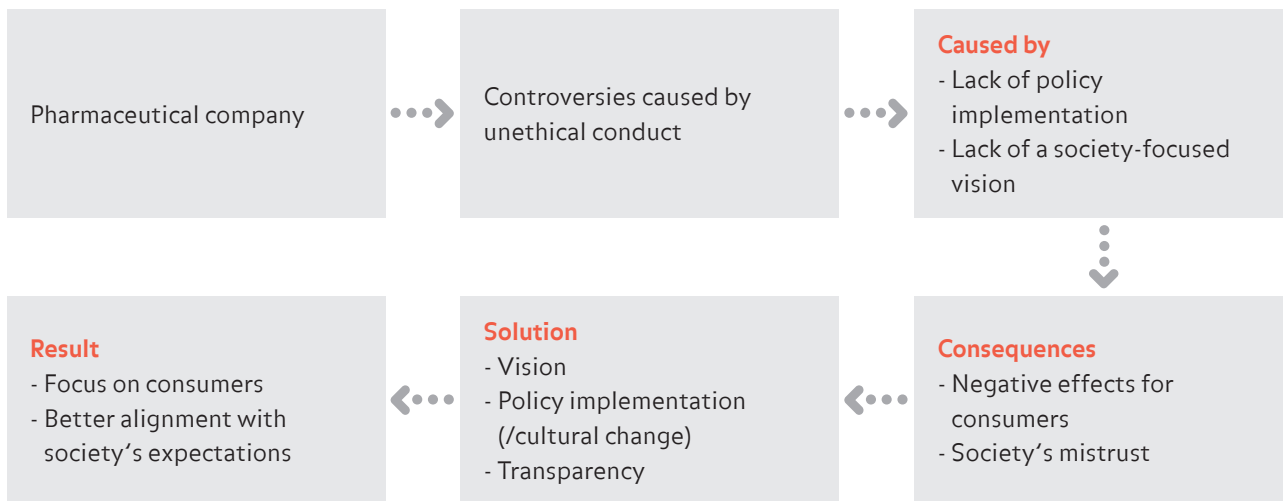 Pharmaceutical company
Controversies caused by
unethical conduct
Caused by
- Lack of policy
implementation
- Lack of a society-focused
vision
Consequences
- Negative effects for
consumers
- Society's mistrust
Solution
- Vision
- Policy implementation
(/cultural change)
- Transparency
Result
- Focus on consumers
- Better alignment with
society's expectations